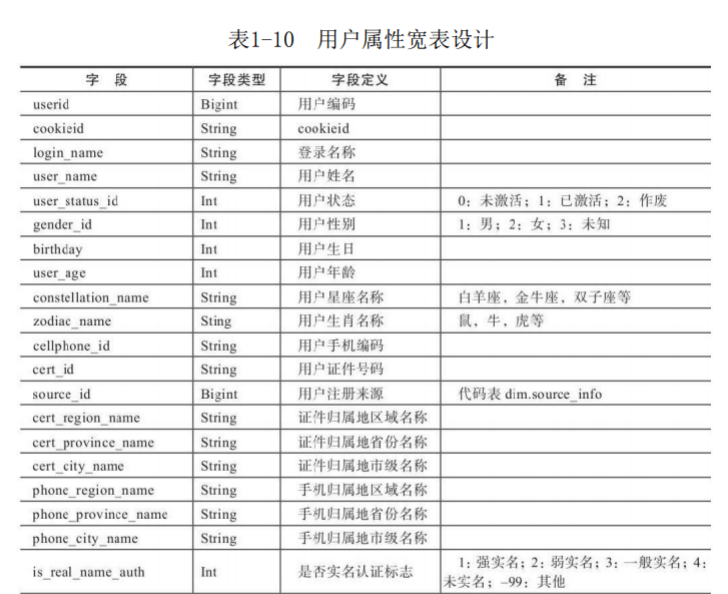 表1-10 用户属性宽表设计
字 段 字段类型 字段定义 备 注
userid Bigint 用户编码
cookieid String cookieid
login_name String 登录名称
user_name String 用户姓名
user_status_id Int 用户状态 0：未激活；1：已激活；2：作废
gender_id Int 用户性别 1：男；2：女；3：未知
birthday Int 用户生日
user_age Int 用户年龄
constellation_name String 用户星座名称 白羊座，金牛座，双子座等
zodiac_name Sting 用户生肖名称 鼠，牛，虎等
cellphone_id String 用户手机编码
cert_id String 用户证件号码
source_id Bigint 用户注册来源 代码表 dim.source_info
cert_region_name String 证件归属地区域名称
cert_province_name String 证件归属地省份名称
cert_city_name String 证件归属地市级名称
phone_region_name String 手机归属地区域名称
phone_province_name String 手机归属地省份名称
phone_city_name String 手机归属地市级名称
is_real_name_auth Int 是否实名认证标志 1：强实名；2：弱实名；3：一般实名；4：
未实名；-99：其他